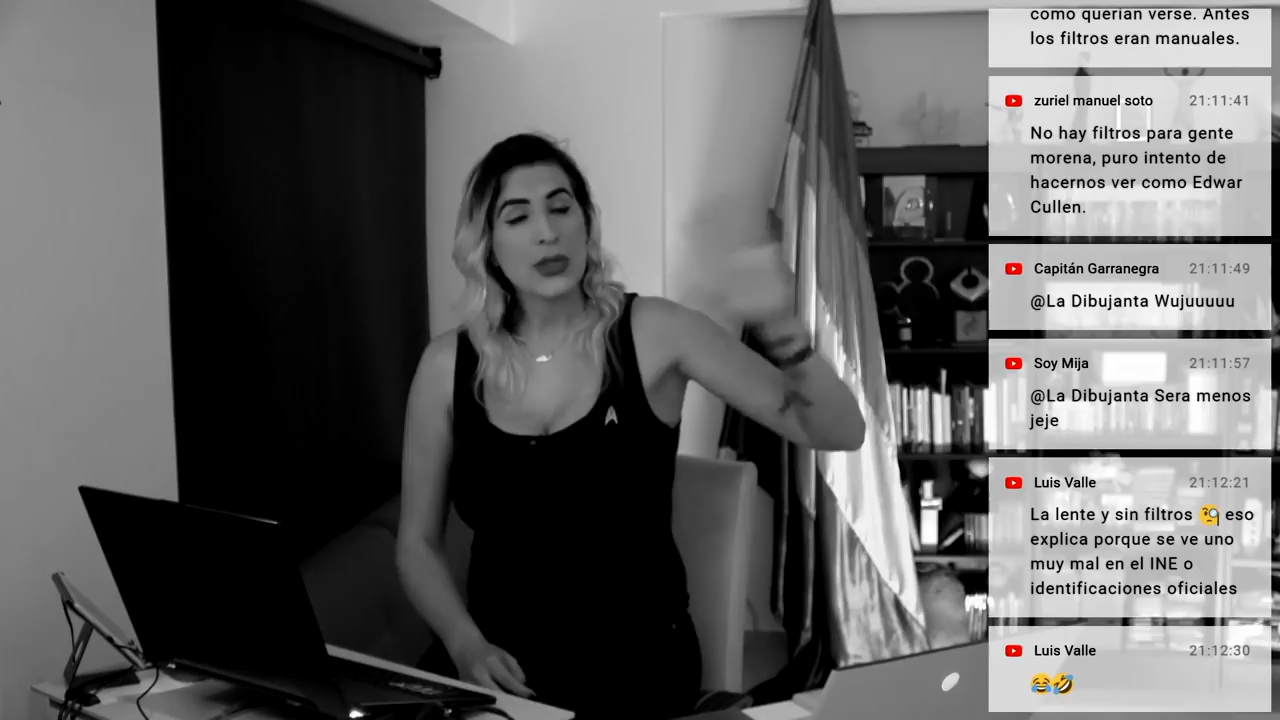 como querían verse. Antes
los filtros eran manuales.
zuriel manuel soto 21:11:41
No hay filtros para gente
morena, puro intento de
hacernos ver como Edwar
Cullen.
Capitán Garranegra 21:11:49
@La Dibujanta Wujuuuuu
Soy Mija 21:11:57
@La Dibujanta Sera menos
jeje
Luis Valle 21:12:21
La lente y sin filtros 🧐 eso
explica porque se ve uno
muy mal en el INE o
identificaciones oficiales
Luis Valle 21:12:30
😂🤣